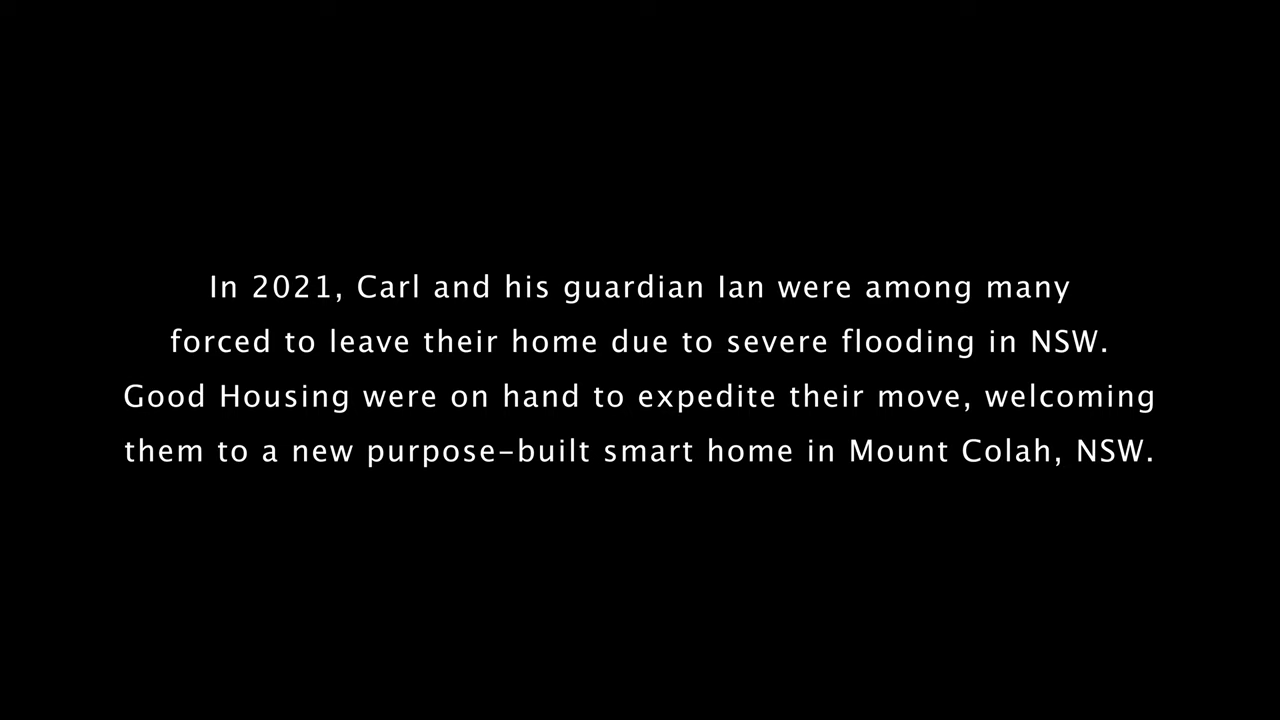 In 2021, Carl and his guardian Ian were among many
forced to leave their home due to severe flooding in NSW.
Good Housing were on hand to expedite their move, welcoming
them to a new purpose-built smart home in Mount Colah, NSW.